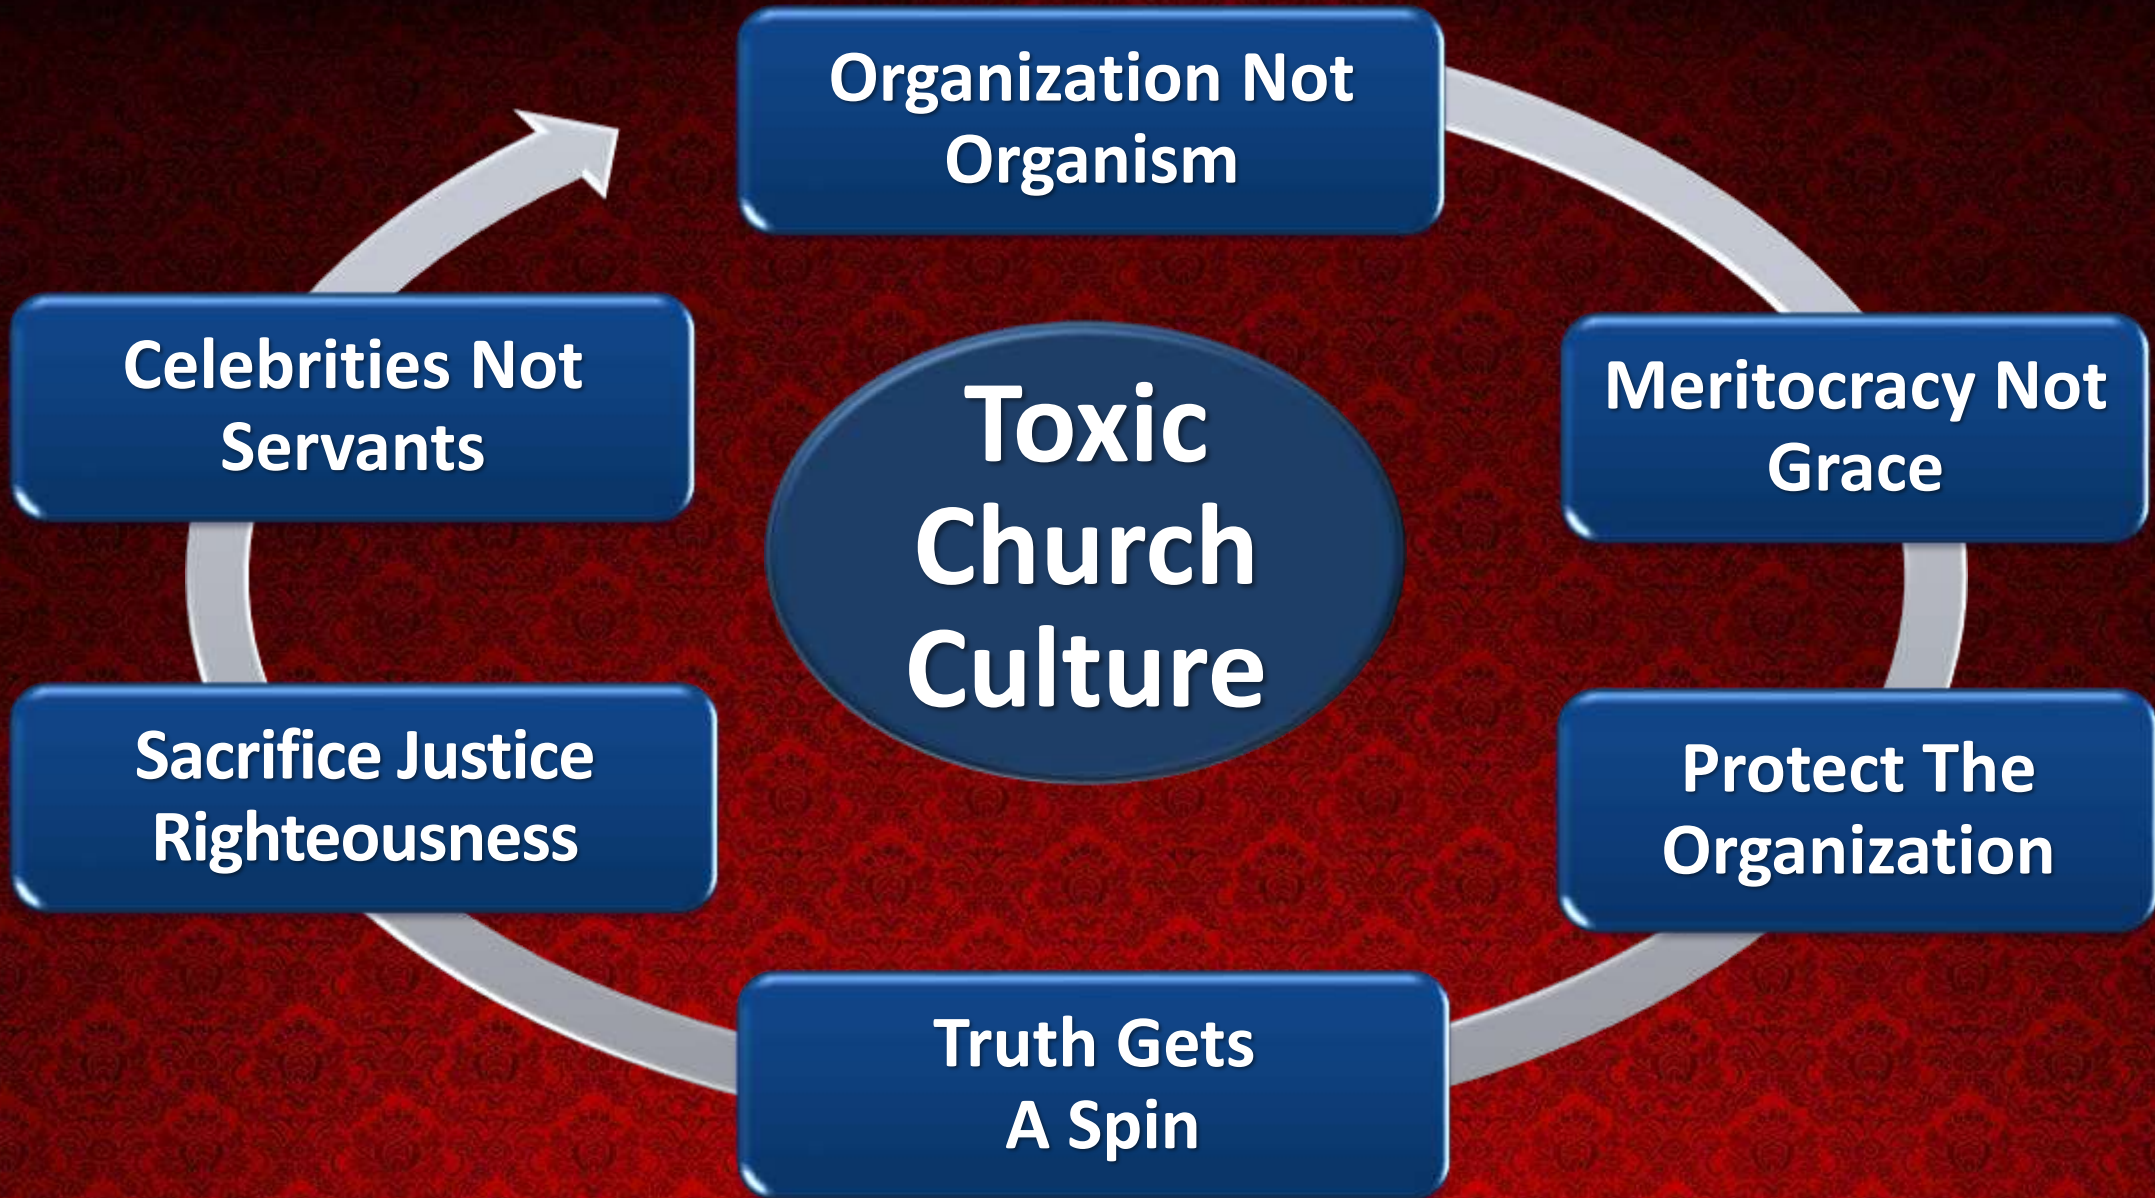 Organization Not
Organism
Meritocracy Not
Grace
Protect The
Organization
Truth Gets
A Spin
Sacrifice Justice
Righteousness
Celebrities Not
Servants
Toxic
Church
Culture